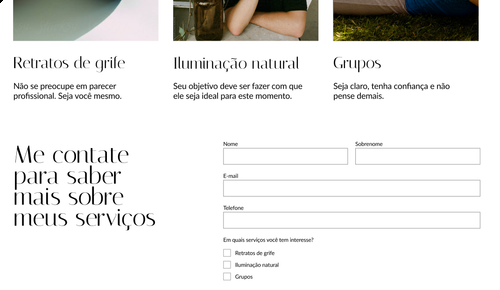 Retratos de grife
Não se preocupe em parecer
profissional. Seja você mesmo.
Iluminação natural
Seu objetivo deve ser fazer com que
ele seja ideal para este momento.
Grupos
Seja claro, tenha confiança e não
pense demais.
Me contate
para saber
mais sobre
meus serviços
Nome
Sobrenome
E-mail
Telefone
Em quais serviços você tem interesse?
Retratos de grife
Iluminação natural
Grupos